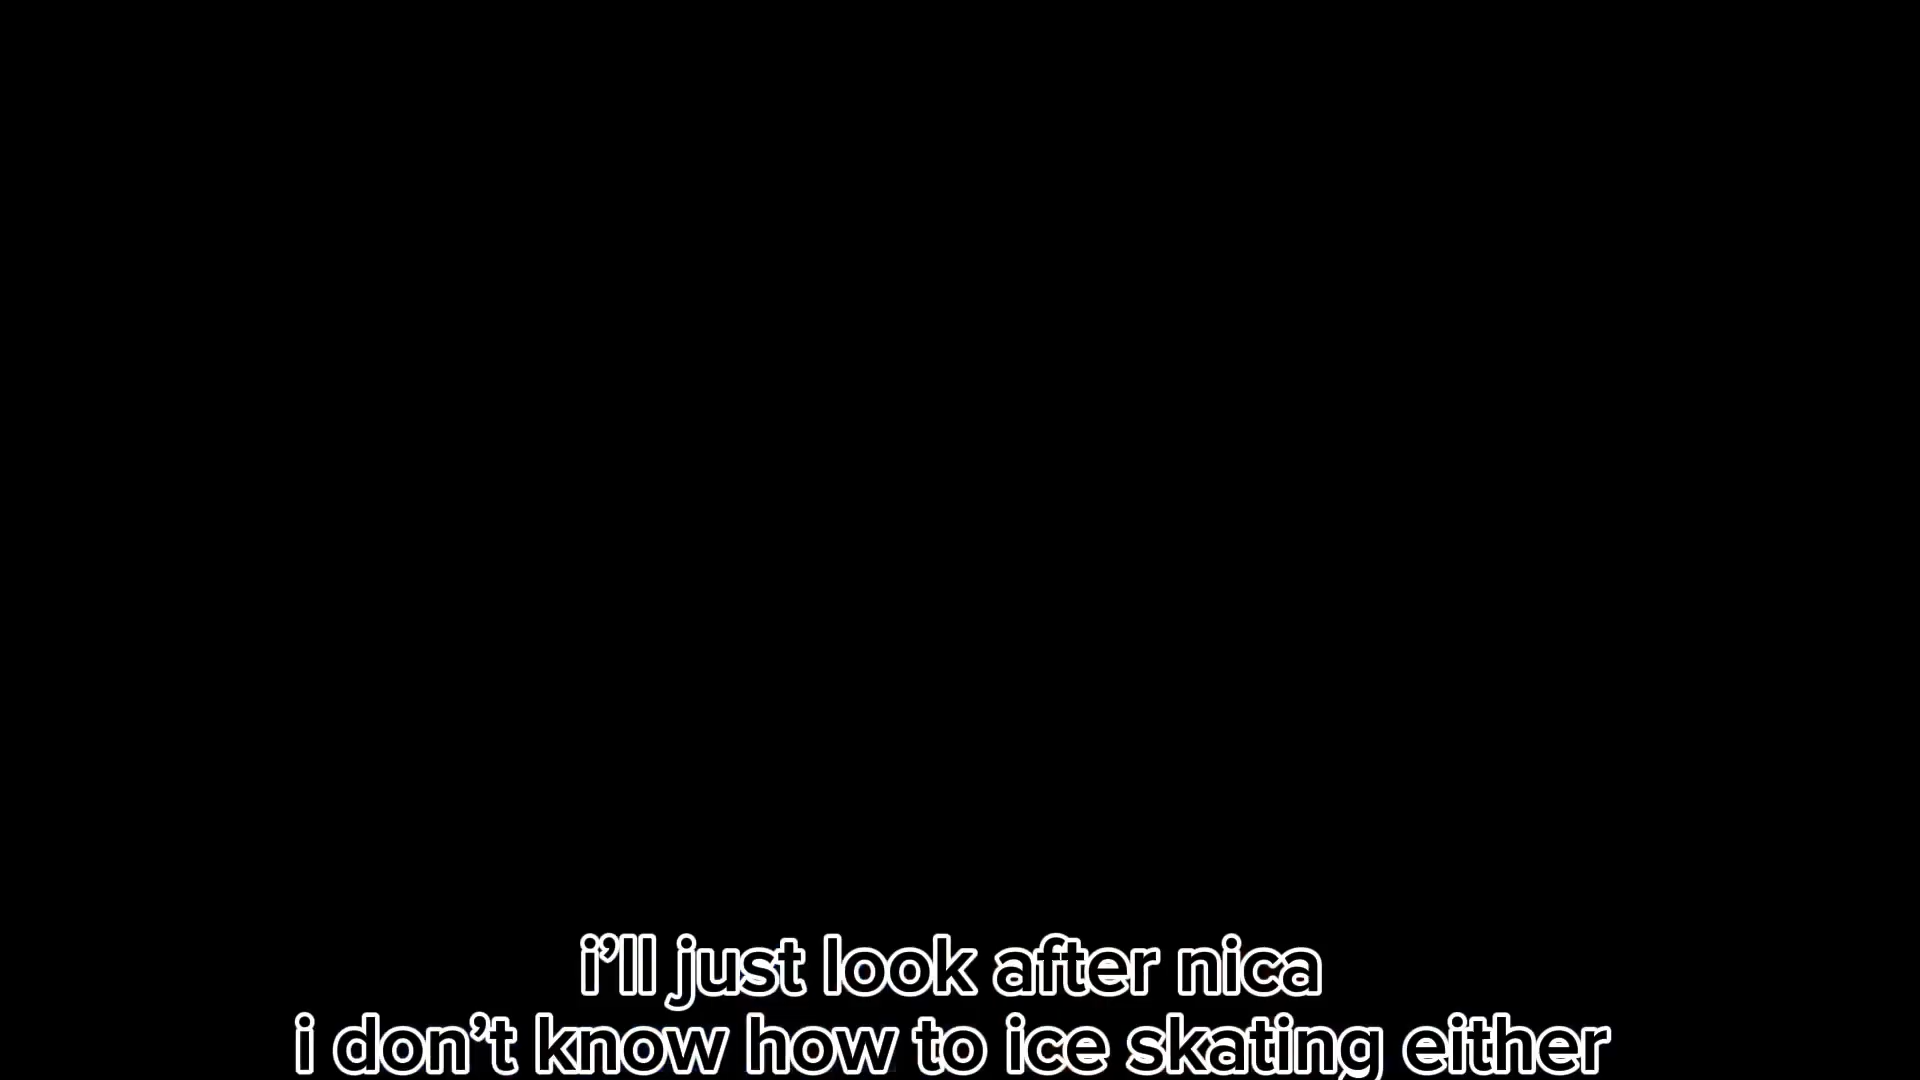 i’ll just look after nica
i don’t know how to ice skating either